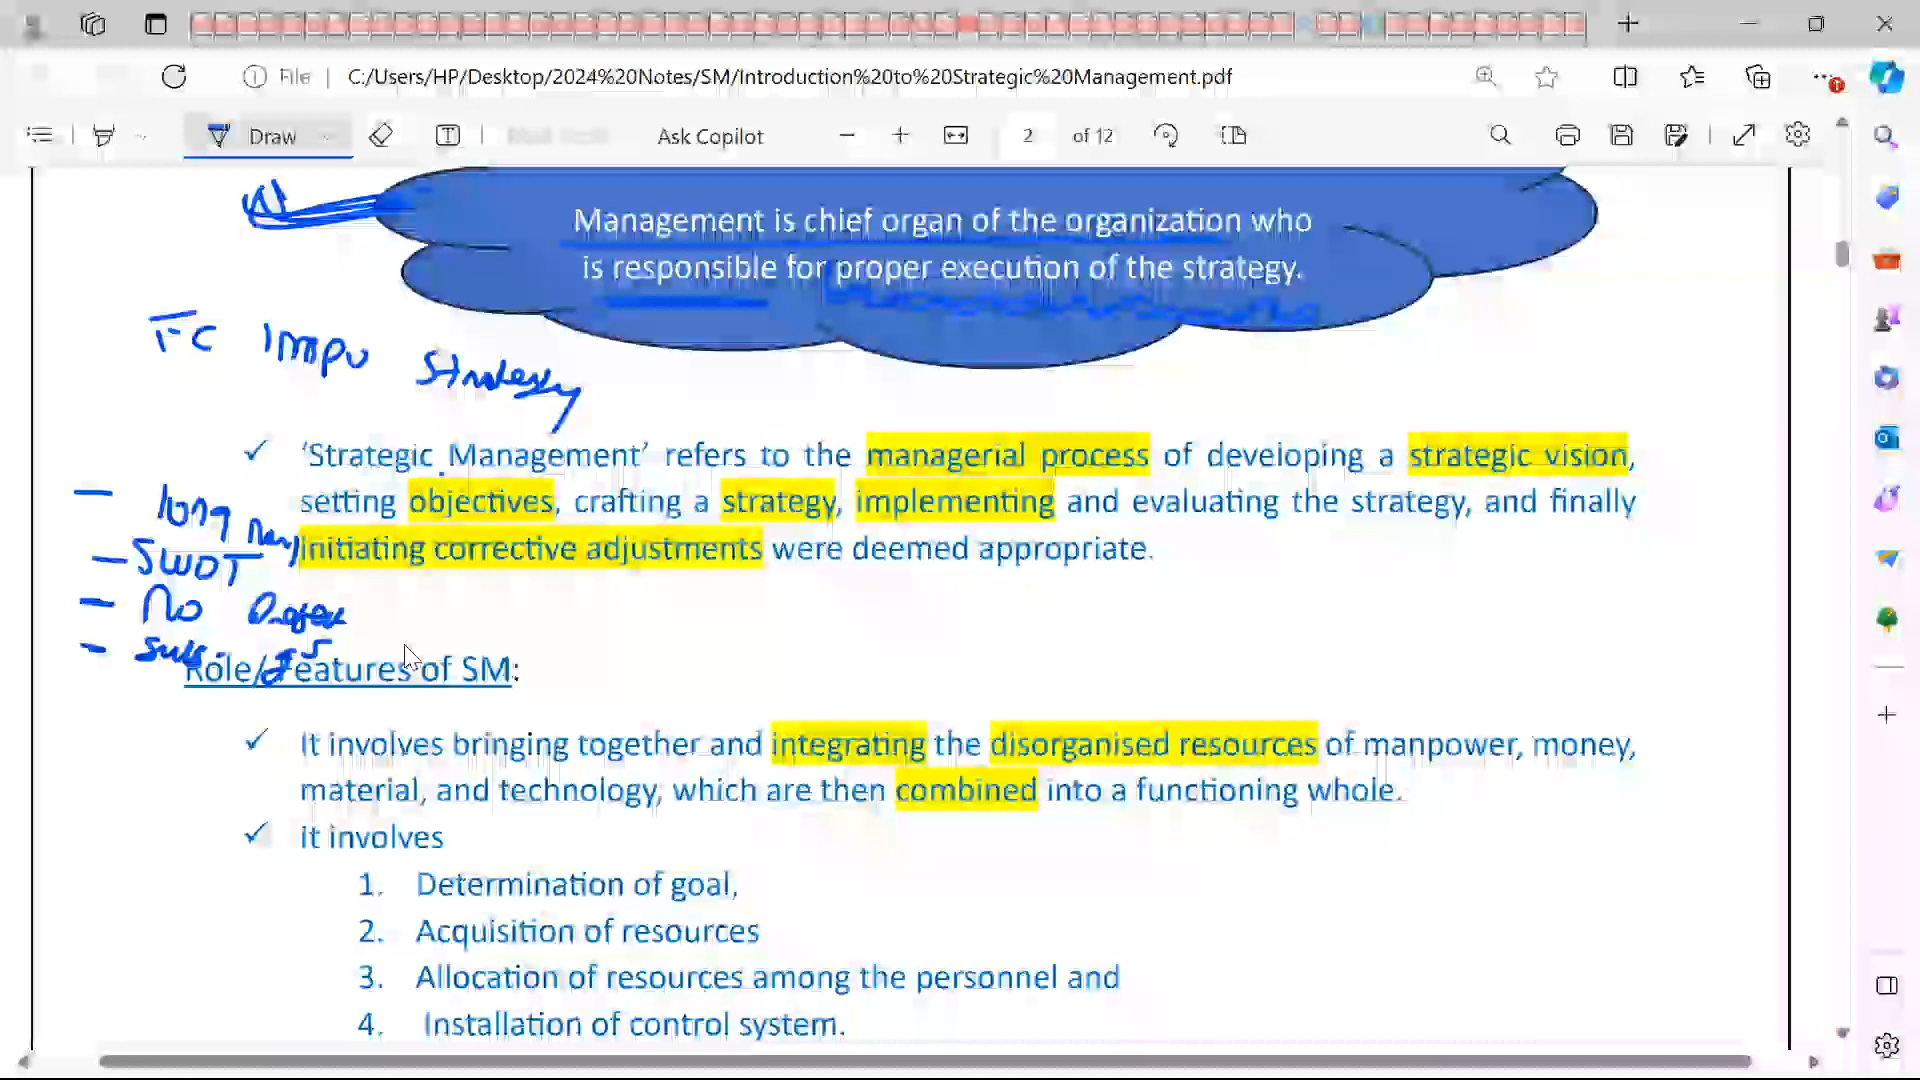 File | C:/Users/HP/Desktop/2024%20Notes/SM/Introduction%20to%20Strategic%20Management.pdf
Draw Ask Copilot 2 of 12
Management is chief organ of the organization who
is responsible for proper execution of the strategy.
Strategy
‘Strategic Management’ refers to the managerial process of developing a strategic vision,
setting objectives, crafting a strategy, implementing and evaluating the strategy, and finally
initiating corrective adjustments were deemed appropriate.
- long
- SWOT
- No
Role/Features of SM:
It involves bringing together and integrating the disorganised resources of manpower, money,
material, and technology, which are then combined into a functioning whole.
It involves
1. Determination of goal,
2. Acquisition of resources
3. Allocation of resources among the personnel and
4. Installation of control system.